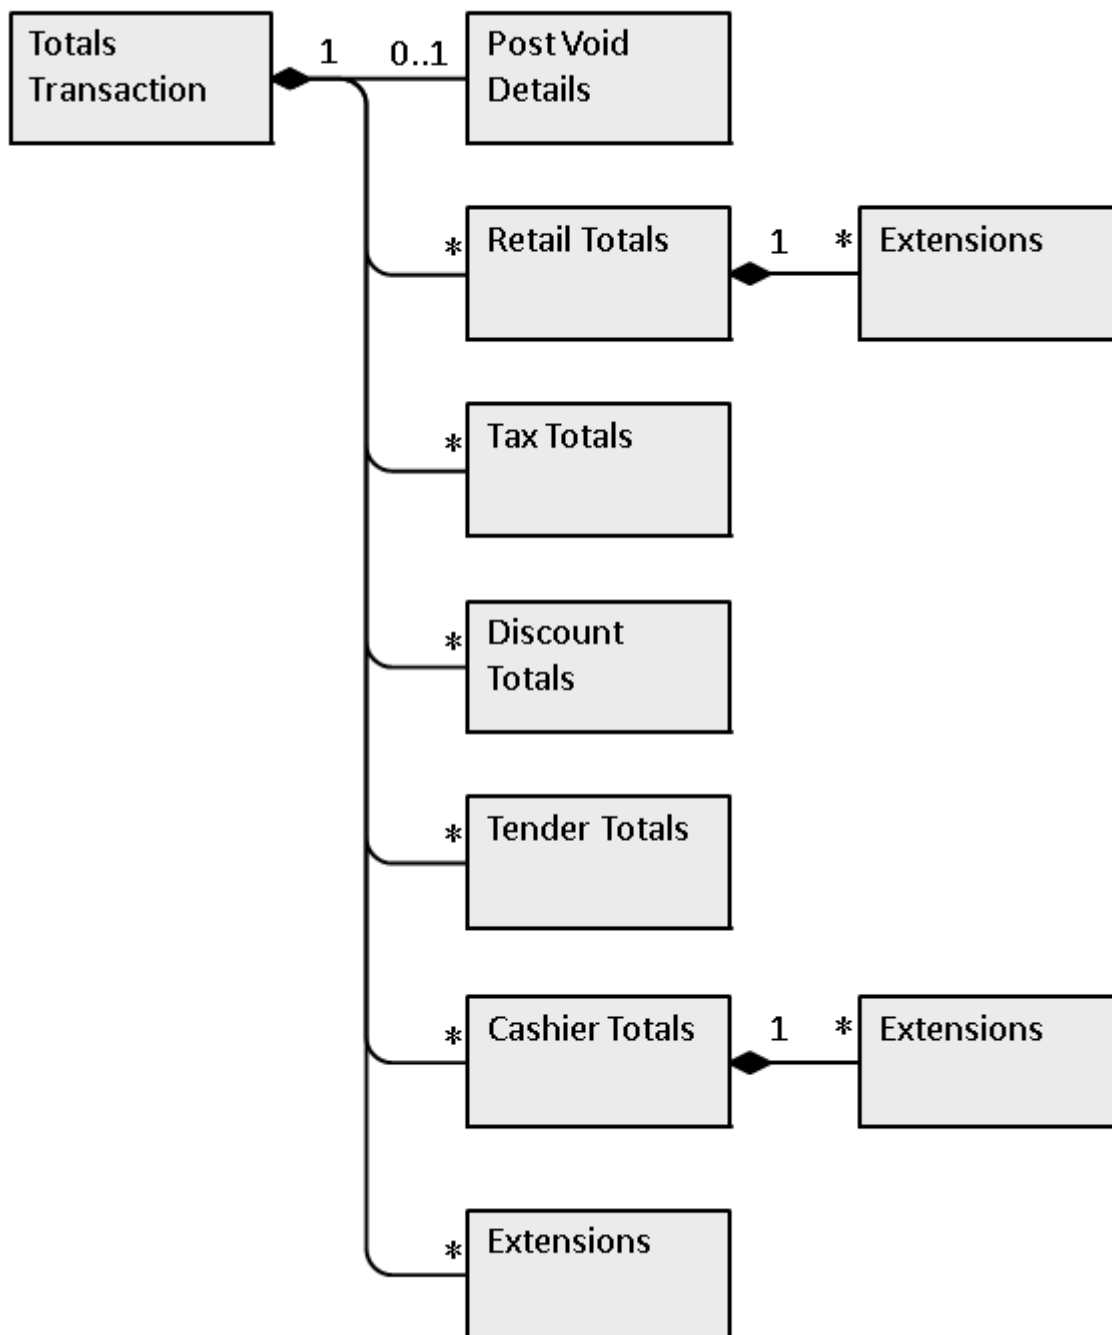 Totals
Transaction
1
0..1
Post Void
Details
*
Retail Totals
1
*
Extensions
*
Tax Totals
*
Discount
Totals
*
Tender Totals
*
Cashier Totals
1
*
Extensions
*
Extensions